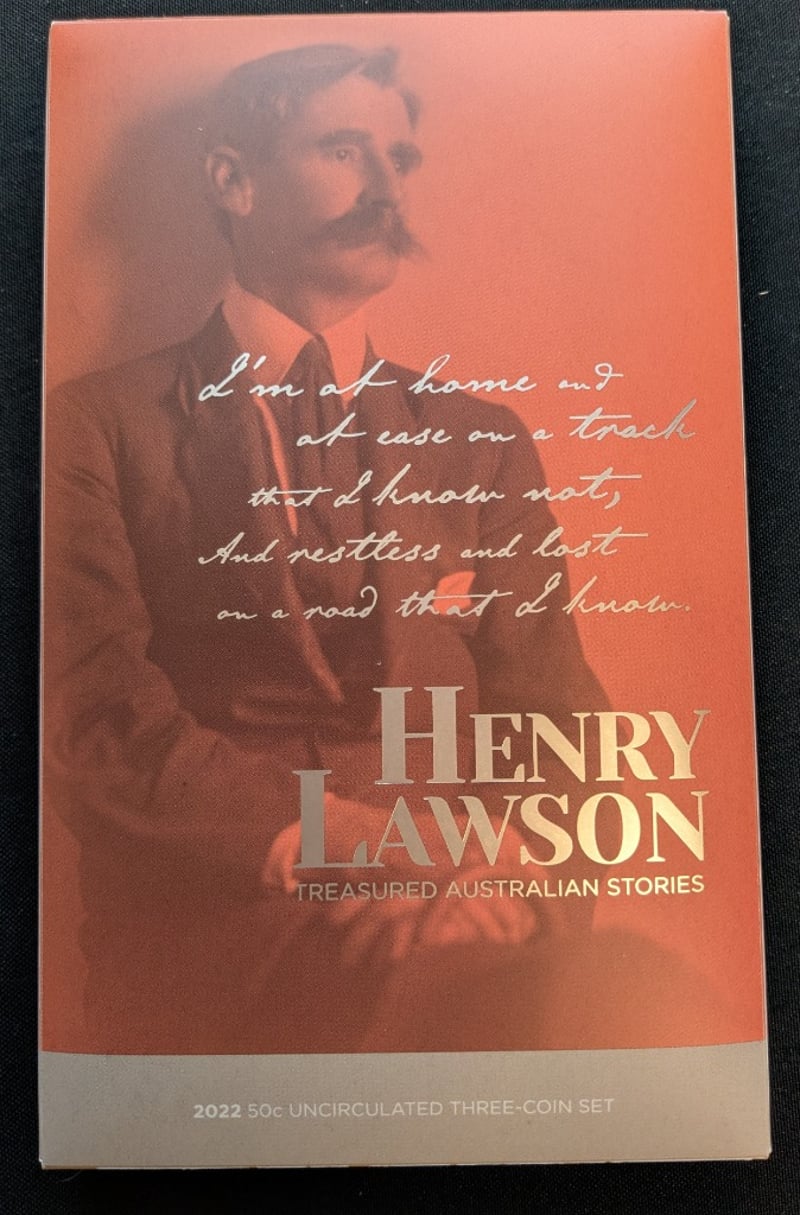 I'm at home and
at ease on a track
that I know not,
And restless and lost
on a road that I know.
HENRY
LAWSON
TREASURED AUSTRALIAN STORIES
2022 50c UNCIRCULATED THREE-COIN SET